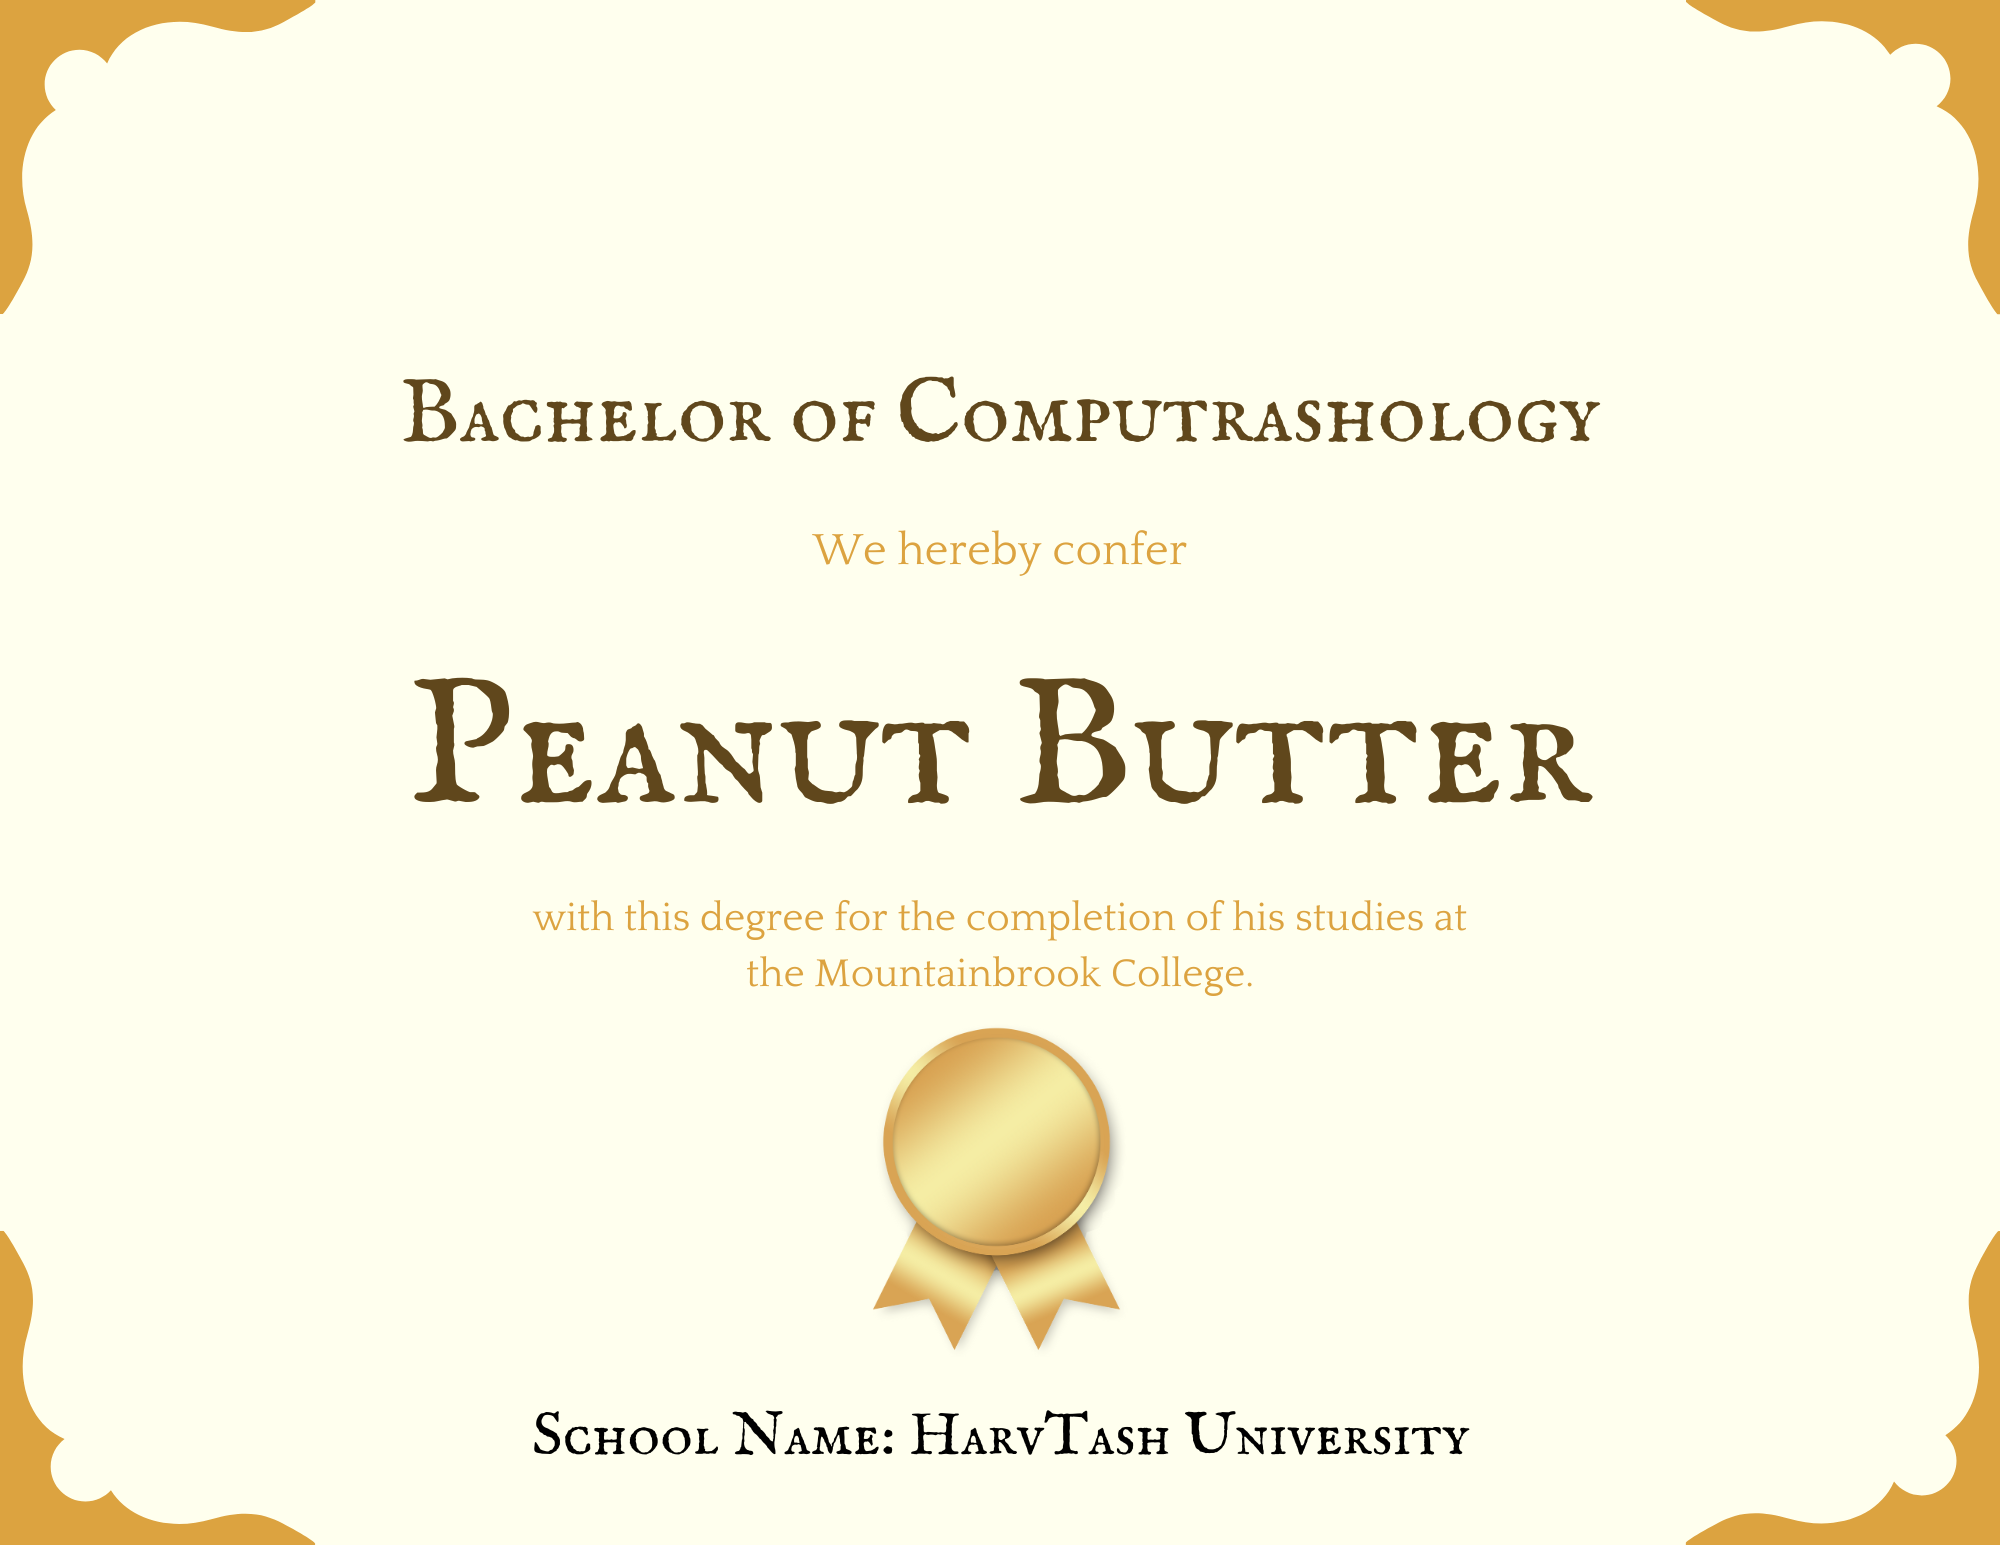 Bachelor of Computrashology
We hereby confer
Peanut Butter
with this degree for the completion of his studies at
the Mountainbrook College.
School Name: HarvTash University